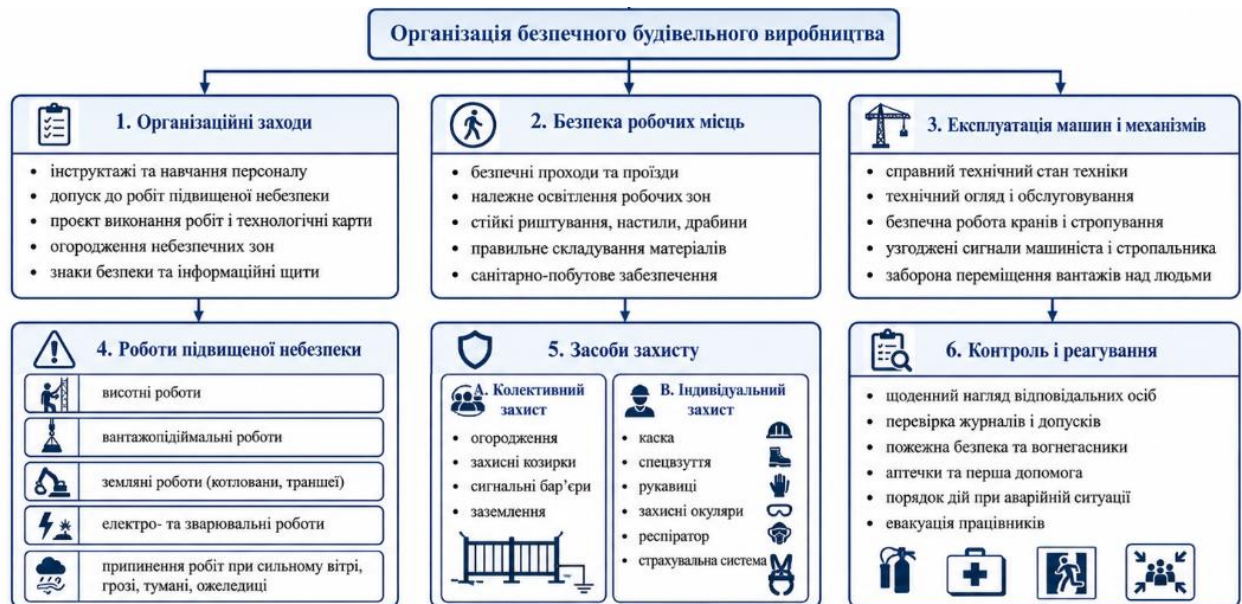 Організація безпечного будівельного виробництва
1. Організаційні заходи
• інструктажі та навчання персоналу
• допуск до робіт підвищеної небезпеки
• проєкт виконання робіт і технологічні карти
• огородження небезпечних зон
• знаки безпеки та інформаційні щити
2. Безпека робочих місць
• безпечні проходи та проїзди
• належне освітлення робочих зон
• стійкі риштування, настили, драбини
• правильне складування матеріалів
• санітарно-побутове забезпечення
3. Експлуатація машин і механізмів
• справний технічний стан техніки
• технічний огляд і обслуговування
• безпечна робота кранів і стропування
• узгоджені сигнали машиніста і стропальника
• заборона переміщення вантажів над людьми
4. Роботи підвищеної небезпеки
висотні роботи
вантажопідіймальні роботи
земляні роботи (котловани, траншеї)
електро- та зварювальні роботи
припинення робіт при сильному вітрі,
грозі, тумані, ожеледиці
5. Засоби захисту
А. Колективний
захист
• огородження
• захисні козирки
• сигнальні бар’єри
• заземлення
В. Індивідуальний
захист
• каска
• спецвзуття
• рукавиці
• захисні окуляри
• респіратор
• страхувальна система
6. Контроль і реагування
• щоденний нагляд відповідальних осіб
• перевірка журналів і допусків
• пожежна безпека та вогнегасники
• аптечки та перша допомога
• порядок дій при аварійній ситуації
• евакуація працівників